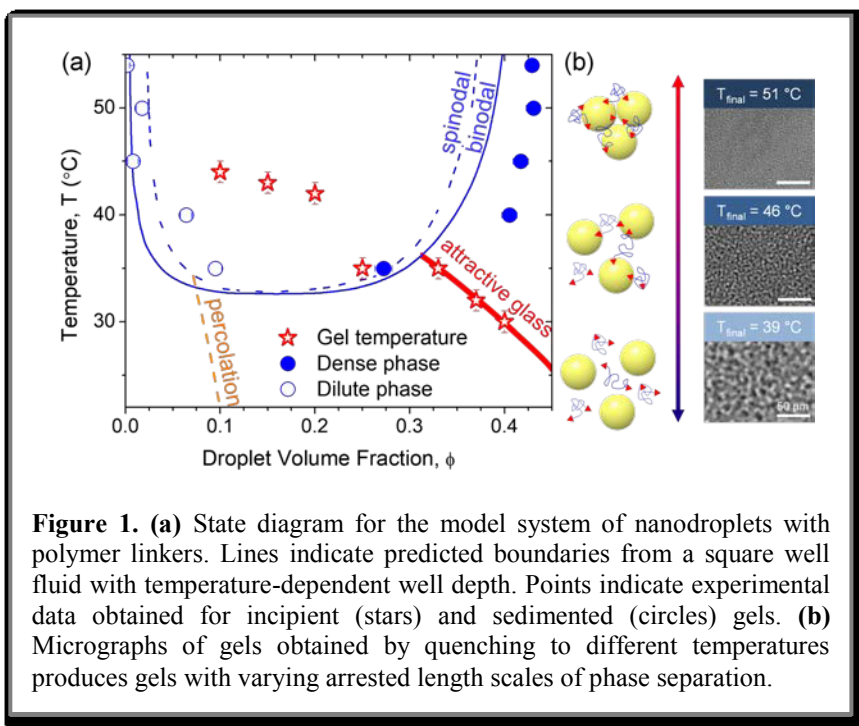 (a)
50
40
30
Temperature, T (°C)
spinodal
binodal
attractive glass
percolation
Gel temperature
Dense phase
Dilute phase
0.0 0.1 0.2 0.3 0.4
Droplet Volume Fraction, ϕ
(b)
T final = 51 °C
T final = 46 °C
T final = 39 °C
50 μm
Figure 1. (a) State diagram for the model system of nanodroplets with
polymer linkers. Lines indicate predicted boundaries from a square well
fluid with temperature-dependent well depth. Points indicate experimental
data obtained for incipient (stars) and sedimented (circles) gels. (b)
Micrographs of gels obtained by quenching to different temperatures
produces gels with varying arrested length scales of phase separation.